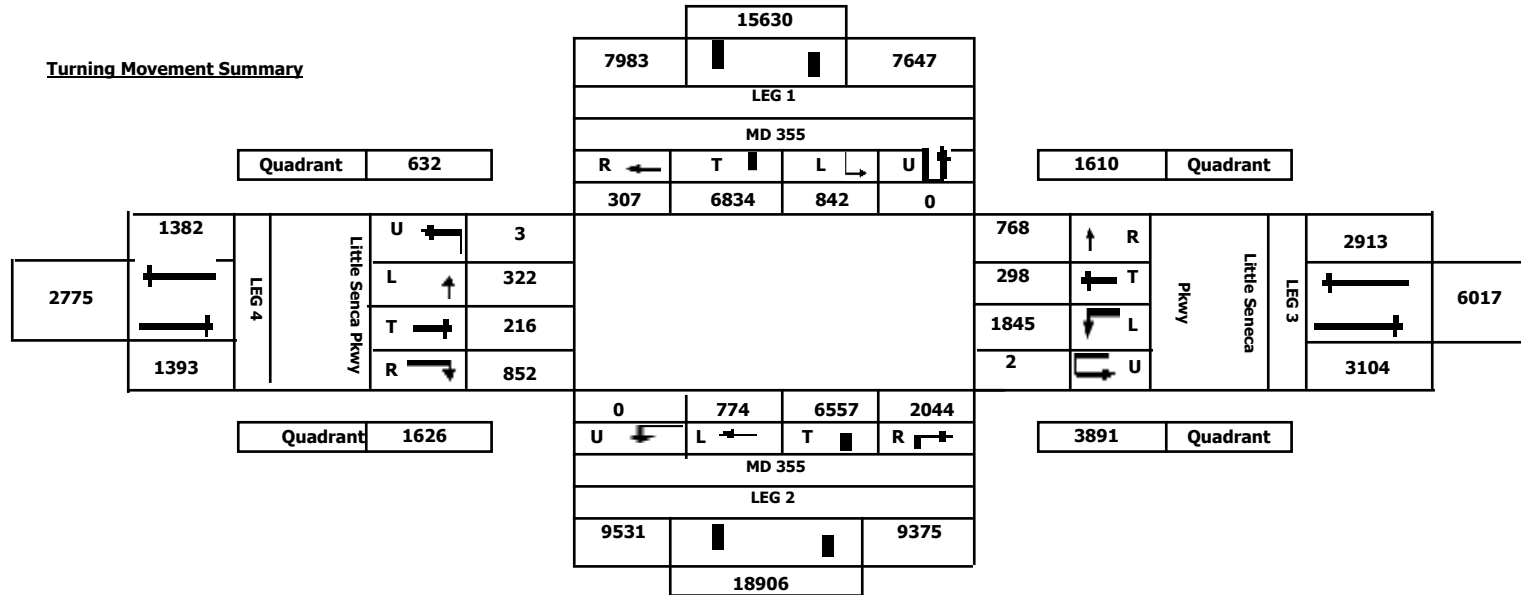 15630
Turning Movement Summary
7983 7647
LEG 1
MD 355
Quadrant 632
R T L U
1610 Quadrant
307 6834 842 0
1382
U 3
768 R
2913
L 322
298 T
2775
LEG 4
Little Senca Pkwy
Pkwy
Little Seneca
LEG 3
6017
T 216
1845 L
1393
R 852
2 U
3104
0 774 6557 2044
Quadrant 1626
U L T R
3891 Quadrant
MD 355
LEG 2
9531 9375
18906